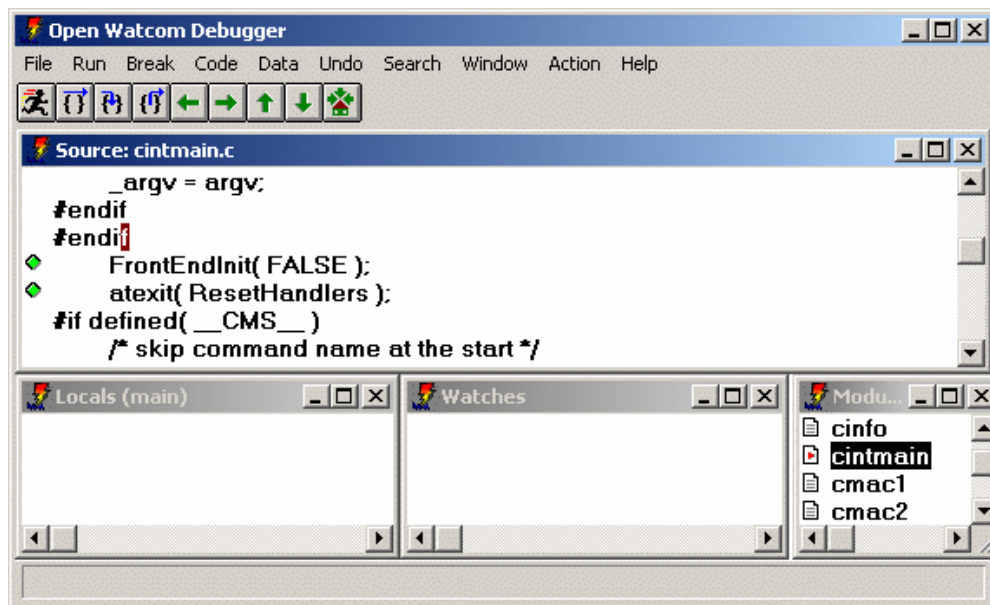 Open Watcom Debugger
File Run Break Code Data Undo Search Window Action Help
Source: cintmain.c
_argv = argv;
#endif
#endif
FrontEndInit( FALSE );
atexit( ResetHandlers );
#if defined( __CMS__ )
/* skip command name at the start */
Locals (main)
Watches
Modu...
cinfo
cintmain
cmac1
cmac2